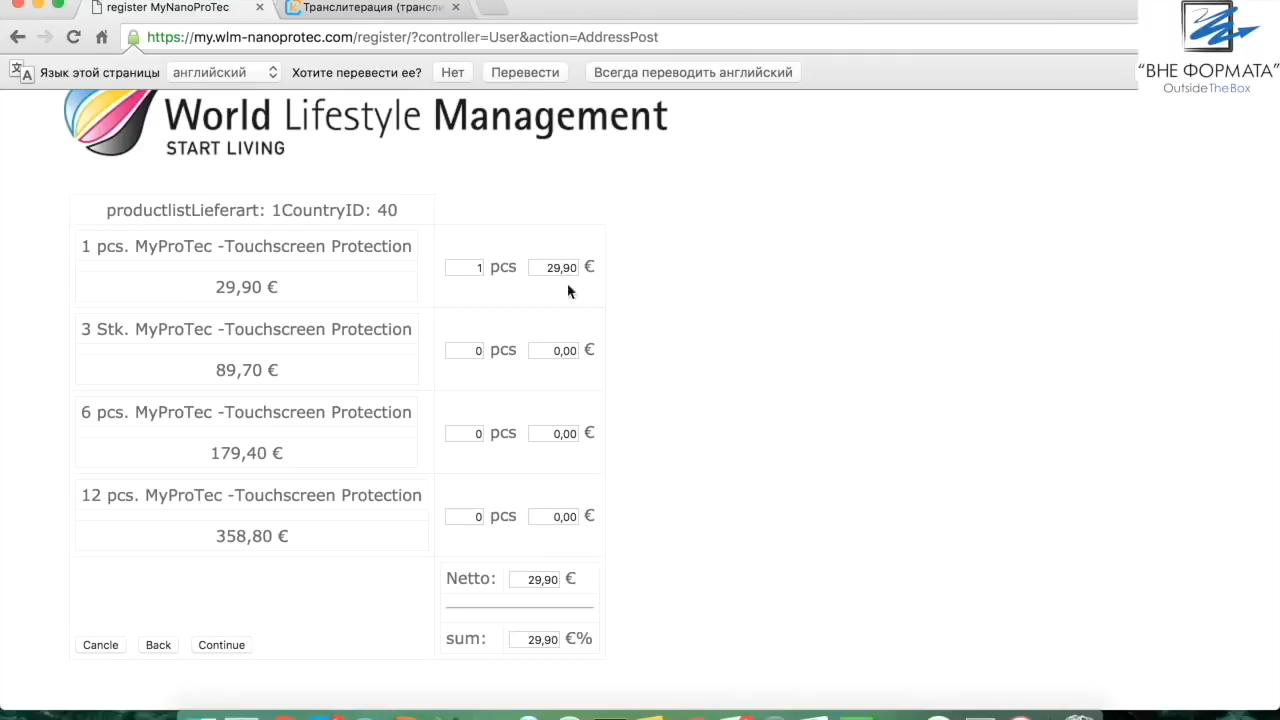 register MyNanoProTec
Транслитерация (трансли
https://my.wlm-nanoprotec.com/register/?controller=User&action=AddressPost
Язык этой страницы английский Хотите перевести ее? Нет Перевести Всегда переводить английский
"ВНЕ ФОРМАТА"
OutsideTheBox
World Lifestyle Management
START LIVING
productlistLieferart: 1CountryID: 40
1 pcs. MyProTec -Touchscreen Protection
29,90 €
1 pcs 29,90 €
3 Stk. MyProTec -Touchscreen Protection
89,70 €
0 pcs 0,00 €
6 pcs. MyProTec -Touchscreen Protection
179,40 €
0 pcs 0,00 €
12 pcs. MyProTec -Touchscreen Protection
358,80 €
0 pcs 0,00 €
Netto: 29,90 €
sum: 29,90 €%
Cancle Back Continue